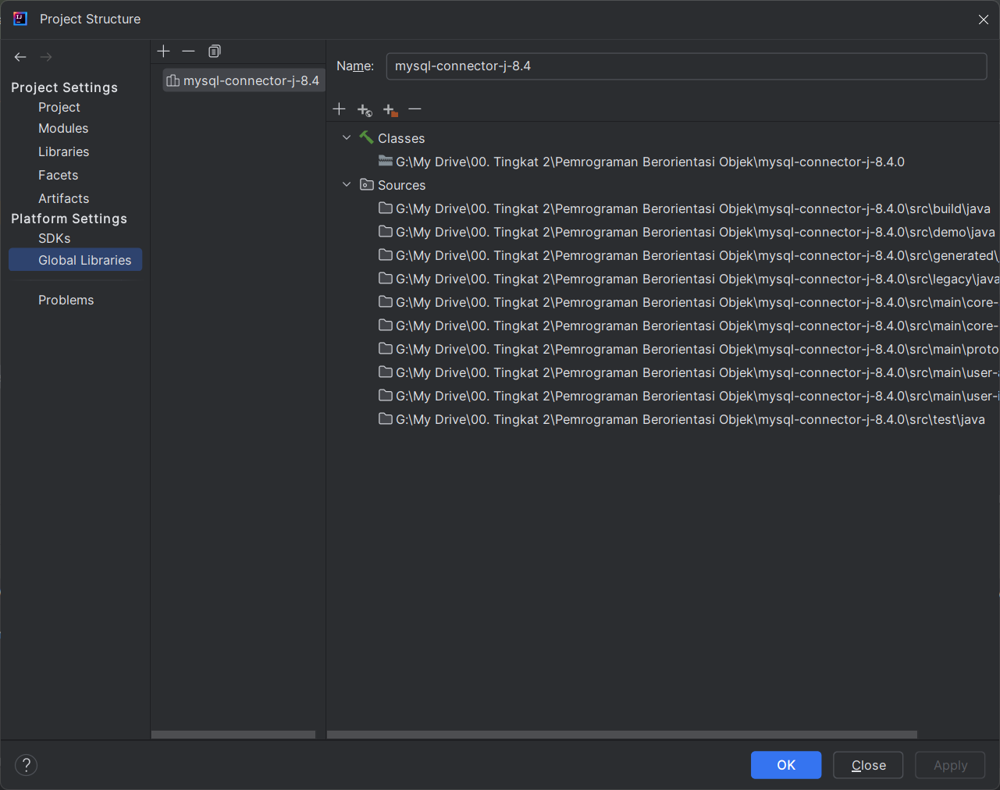 Project Structure
Project Settings
Project
Modules
Libraries
Facets
Artifacts
Platform Settings
SDKs
Global Libraries
Problems
mysql-connector-j-8.4
Name: mysql-connector-j-8.4
Classes
G:\My Drive\00. Tingkat 2\Pemrograman Berorientasi Objek\mysql-connector-j-8.4.0
Sources
G:\My Drive\00. Tingkat 2\Pemrograman Berorientasi Objek\mysql-connector-j-8.4.0\src\build\java
G:\My Drive\00. Tingkat 2\Pemrograman Berorientasi Objek\mysql-connector-j-8.4.0\src\demo\java
G:\My Drive\00. Tingkat 2\Pemrograman Berorientasi Objek\mysql-connector-j-8.4.0\src\generated\
G:\My Drive\00. Tingkat 2\Pemrograman Berorientasi Objek\mysql-connector-j-8.4.0\src\legacy\java
G:\My Drive\00. Tingkat 2\Pemrograman Berorientasi Objek\mysql-connector-j-8.4.0\src\main\core-
G:\My Drive\00. Tingkat 2\Pemrograman Berorientasi Objek\mysql-connector-j-8.4.0\src\main\core-
G:\My Drive\00. Tingkat 2\Pemrograman Berorientasi Objek\mysql-connector-j-8.4.0\src\main\proto
G:\My Drive\00. Tingkat 2\Pemrograman Berorientasi Objek\mysql-connector-j-8.4.0\src\main\user-
G:\My Drive\00. Tingkat 2\Pemrograman Berorientasi Objek\mysql-connector-j-8.4.0\src\main\user-i
G:\My Drive\00. Tingkat 2\Pemrograman Berorientasi Objek\mysql-connector-j-8.4.0\src\test\java
? OK Close Apply